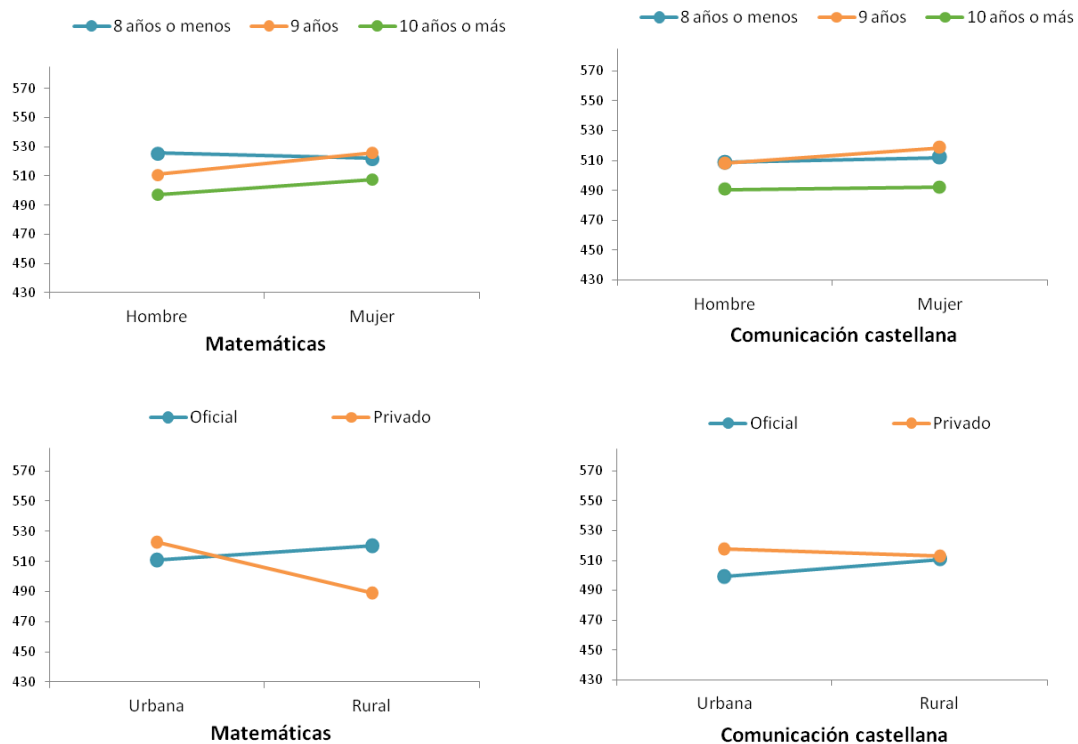 8 años o menos 9 años 10 años o más
570
550
530
510
490
470
450
430
Hombre Mujer
Matemáticas
8 años o menos 9 años 10 años o más
570
550
530
510
490
470
450
430
Hombre Mujer
Comunicación castellana
Oficial Privado
570
550
530
510
490
470
450
430
Urbana Rural
Matemáticas
Oficial Privado
570
550
530
510
490
470
450
430
Urbana Rural
Comunicación castellana